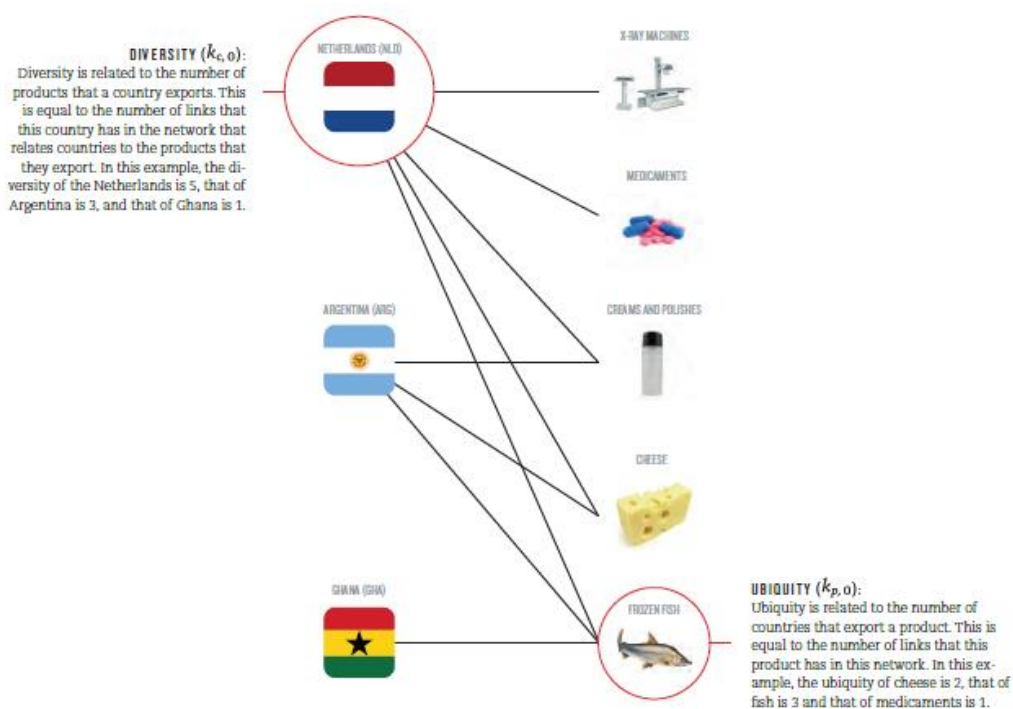 DIVERSITY (kc,0):
Diversity is related to the number of
products that a country exports. This
is equal to the number of links that
this country has in the network that
relates countries to the products that
they export. In this example, the di-
versity of the Netherlands is 5, that of
Argentina is 3, and that of Ghana is 1.
NETHERLANDS (NLD)
X-RAY MACHINES
MEDICAMENTS
ARGENTINA (ARG)
CREAMS AND POLISHES
CHEESE
GHANA (GHA)
FROZEN FISH
UBIQUITY (kp,0):
Ubiquity is related to the number of
countries that export a product. This is
equal to the number of links that this
product has in this network. In this ex-
ample, the ubiquity of cheese is 2, that of
fish is 3 and that of medicaments is 1.